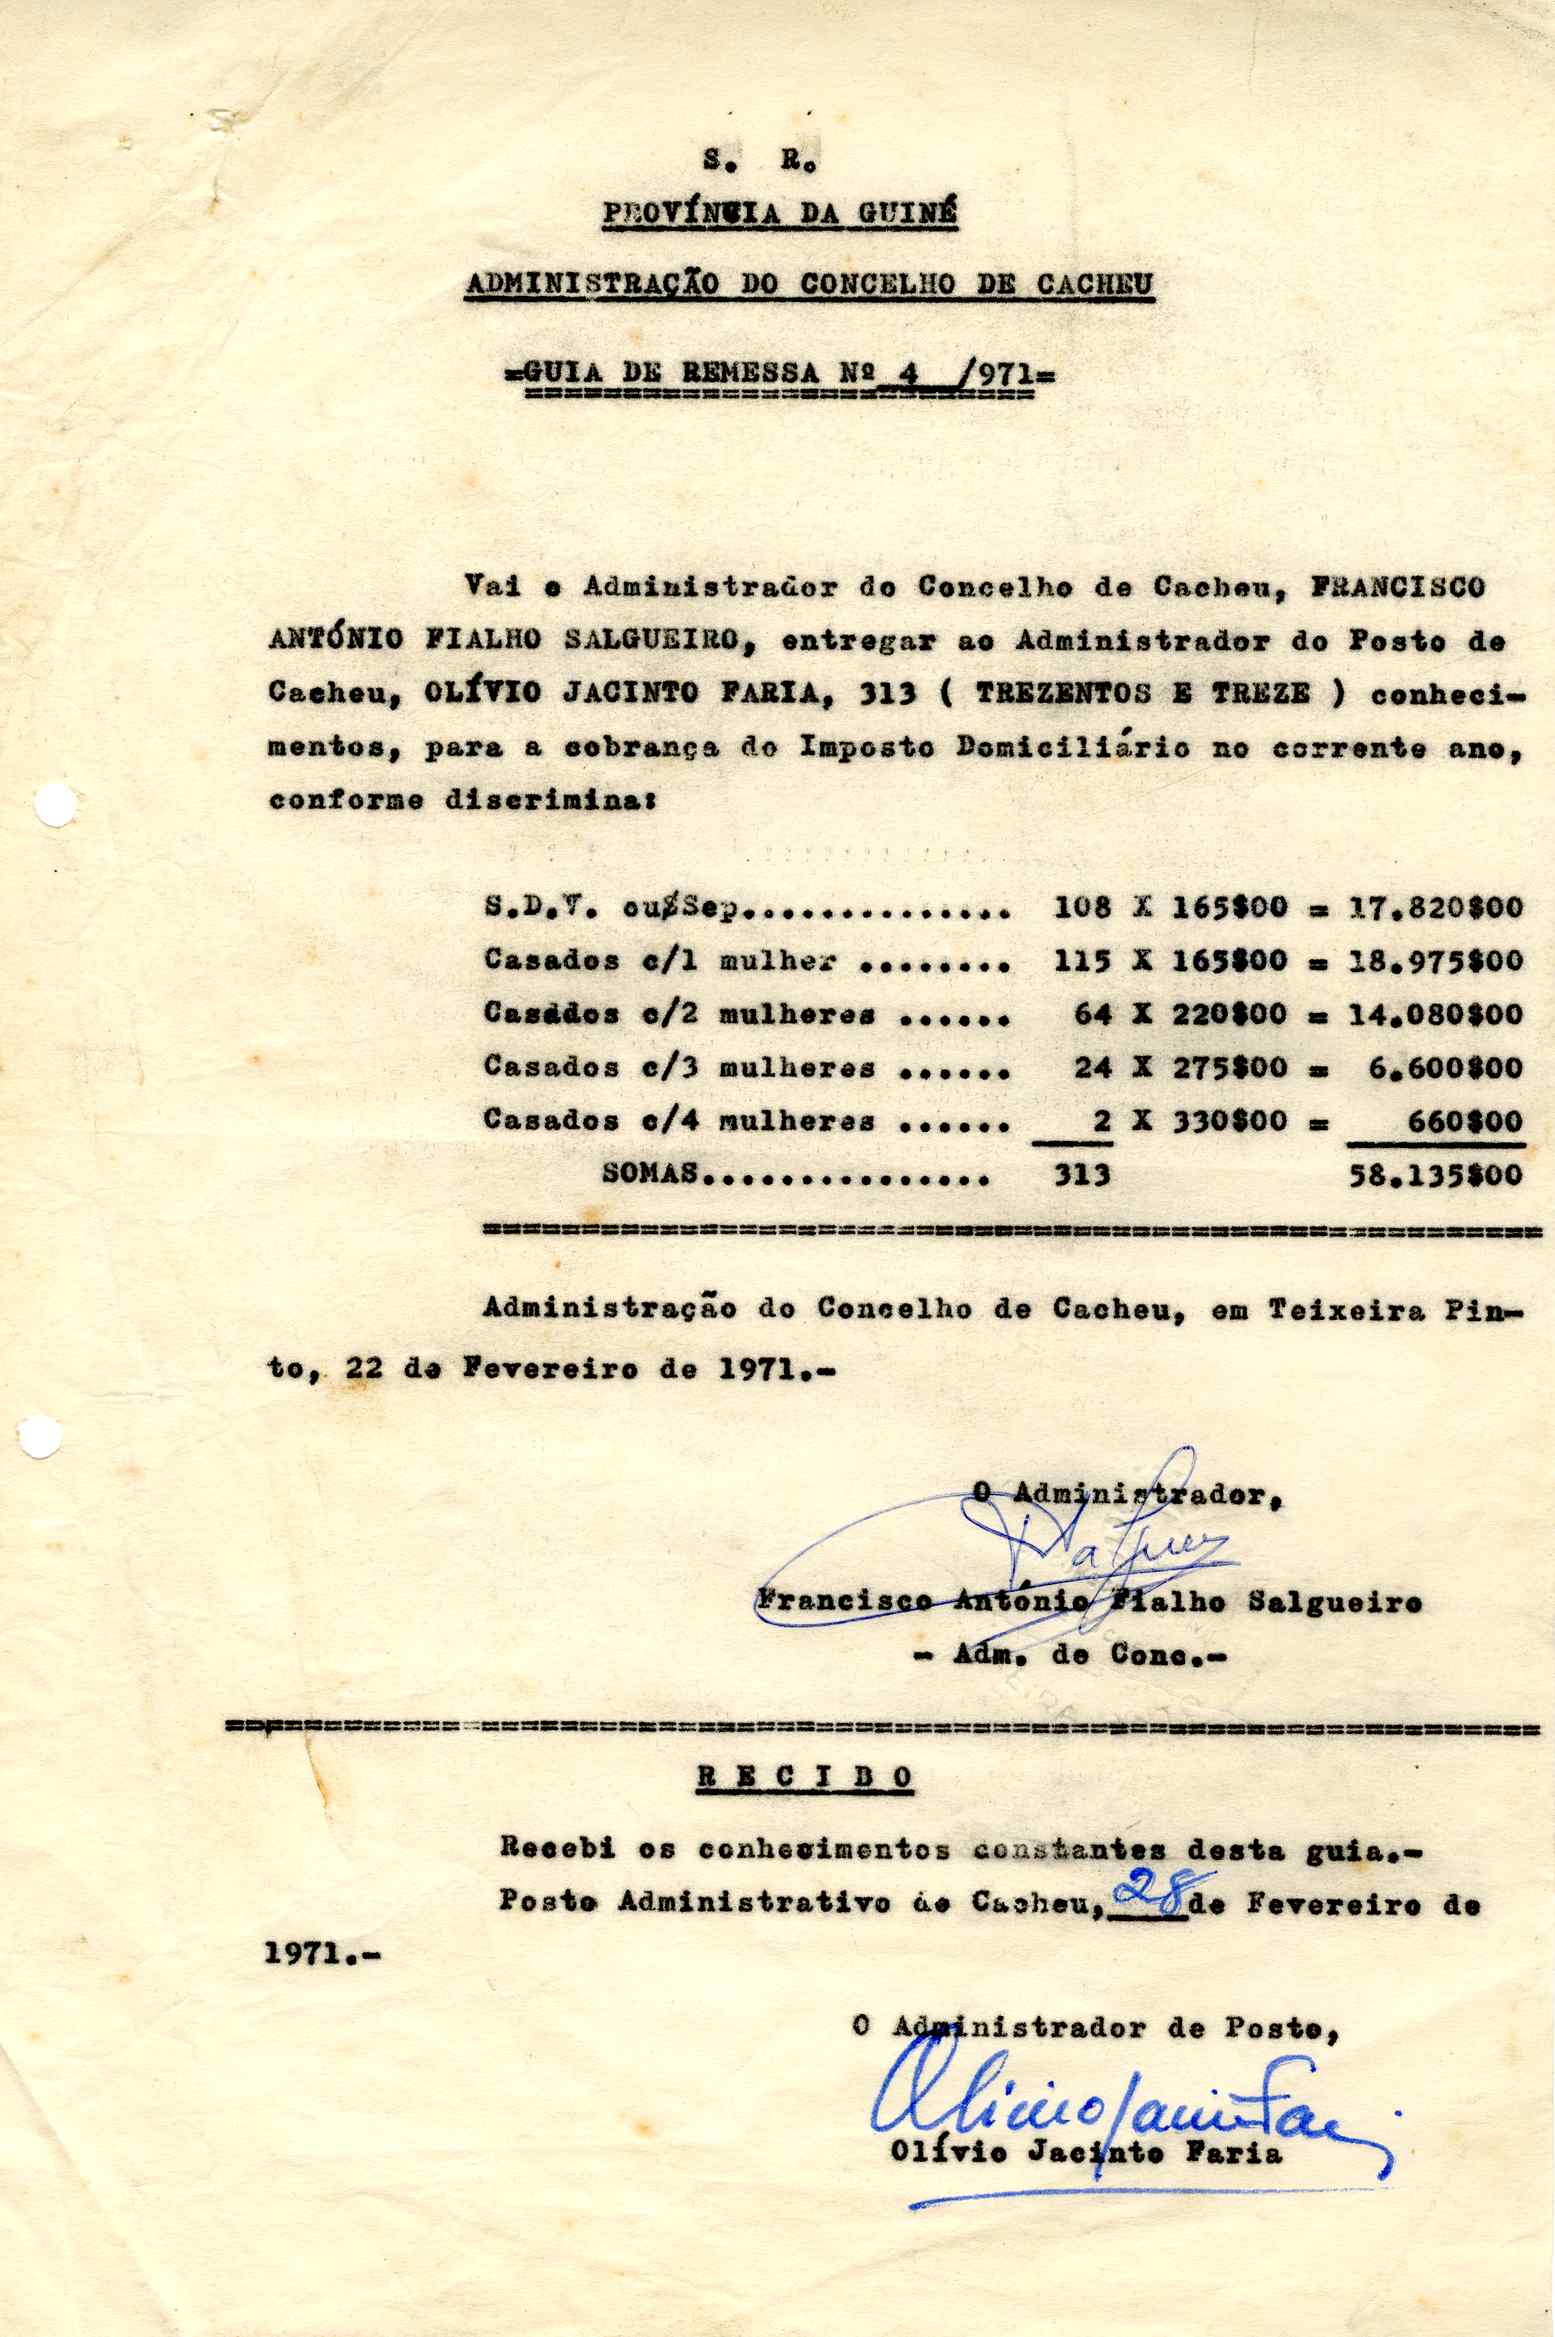 S. R.
PROVÍNCIA DA GUINÉ
ADMINISTRAÇÃO DO CONCELHO DE CACHEU
=GUIA DE REMESSA Nº 4 /971=
==========================
Vai o Administrador do Concelho de Cacheu, FRANCISCO
ANTÓNIO FIALHO SALGUEIRO, entregar ao Administrador do Posto de
Cacheu, OLÍVIO JACINTO FARIA, 313 ( TREZENTOS E TREZE ) conheci-
mentos, para a cobrança do Imposto Domiciliário no corrente ano,
conforme discrimina:
S.D.V. ou/Sep.............. 108 X 165$00 = 17.820$00
Casados c/1 mulher ........ 115 X 165$00 = 18.975$00
Casados c/2 mulheres ...... 64 X 220$00 = 14.080$00
Casados c/3 mulheres ...... 24 X 275$00 = 6.600$00
Casados c/4 mulheres ...... 2 X 330$00 = 660$00
SOMAS............... 313 58.135$00
======================================================
Administração do Concelho de Cacheu, em Teixeira Pin-
to, 22 de Fevereiro de 1971.-
O Administrador,
Francisco António Fialho Salgueiro
- Adm. de Conc.-
===================================================================
R E C I B O
Recebi os conhecimentos constantes desta guia.-
Posto Administrativo de Cacheu, 28 de Fevereiro de
1971.-
O Administrador de Posto,
Olívio Jacinto Faria